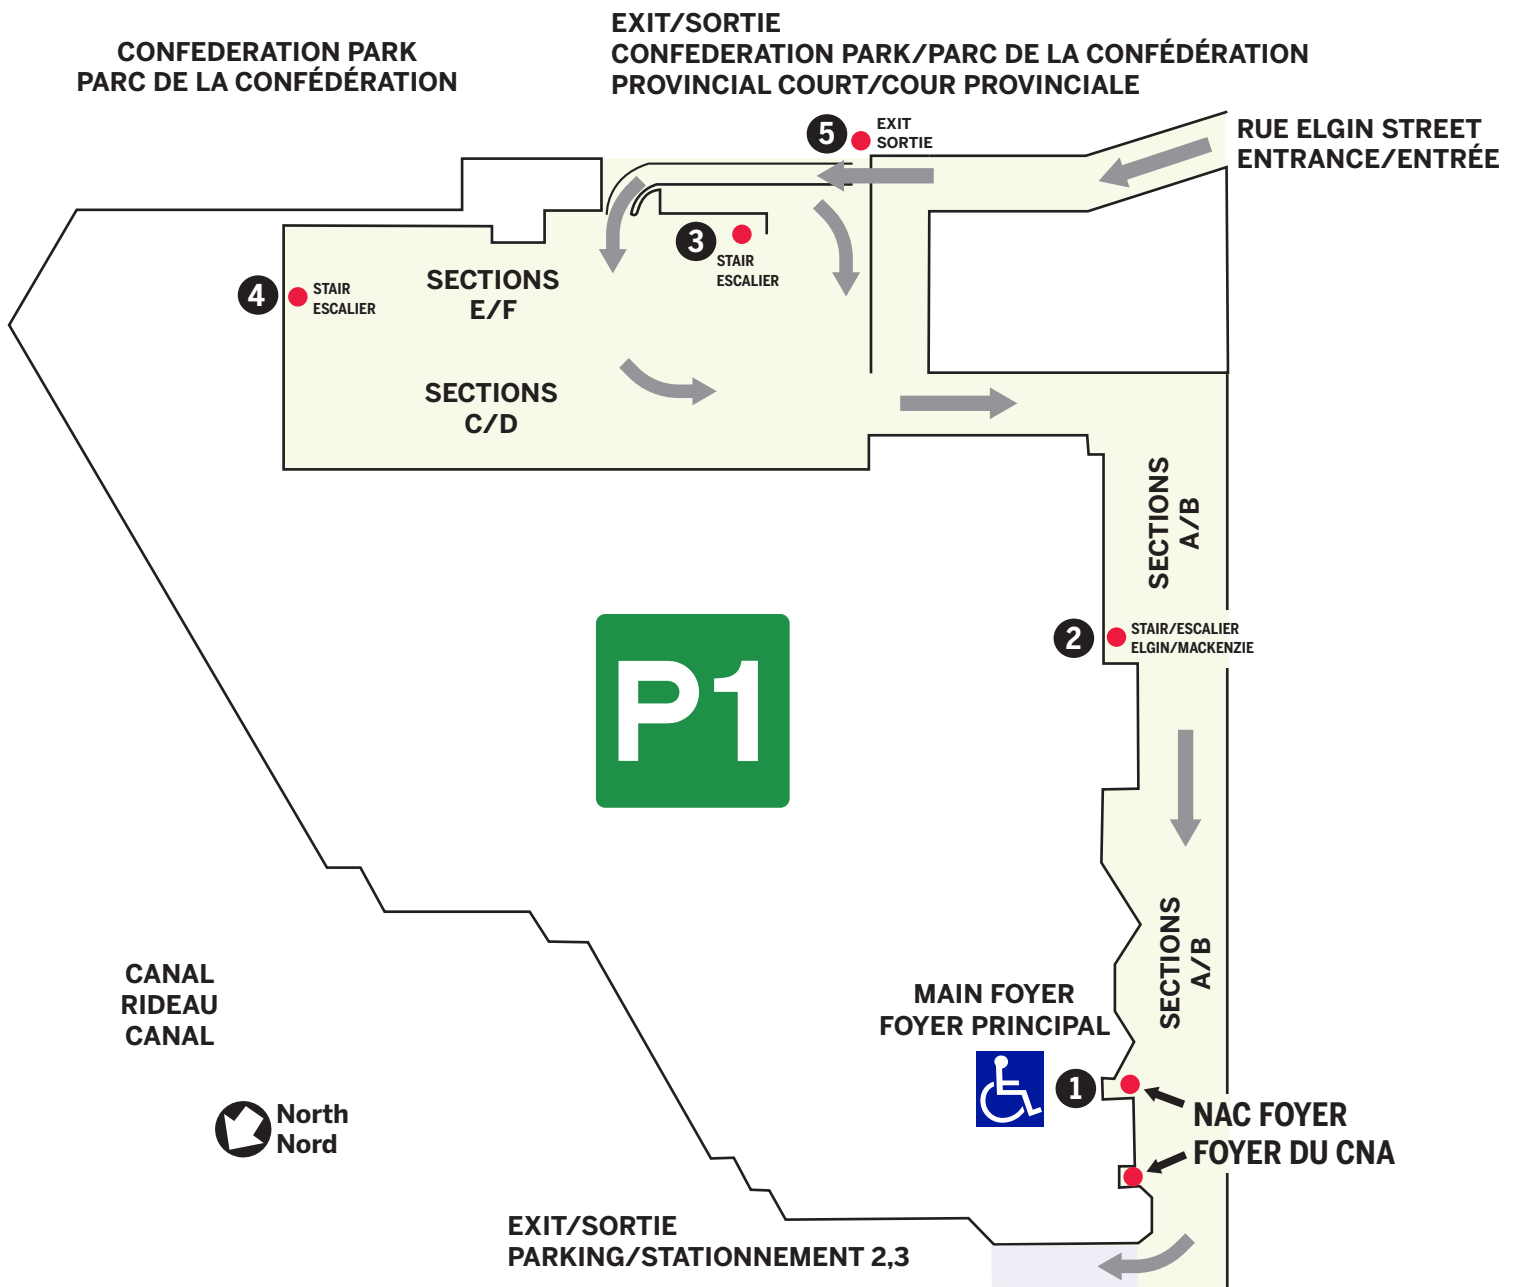 EXIT/SORTIE
CONFEDERATION PARK/PARC DE LA CONFÉDÉRATION
PROVINCIAL COURT/COUR PROVINCIALE
CONFEDERATION PARK
PARC DE LA CONFÉDÉRATION
5
EXIT
SORTIE
RUE ELGIN STREET
ENTRANCE/ENTRÉE
3
STAIR
ESCALIER
4
STAIR
ESCALIER
SECTIONS
E/F
SECTIONS
C/D
SECTIONS
A/B
2
STAIR/ESCALIER
ELGIN/MACKENZIE
P1
SECTIONS
A/B
CANAL
RIDEAU
CANAL
MAIN FOYER
FOYER PRINCIPAL
1
North
Nord
NAC FOYER
FOYER DU CNA
EXIT/SORTIE
PARKING/STATIONNEMENT 2,3